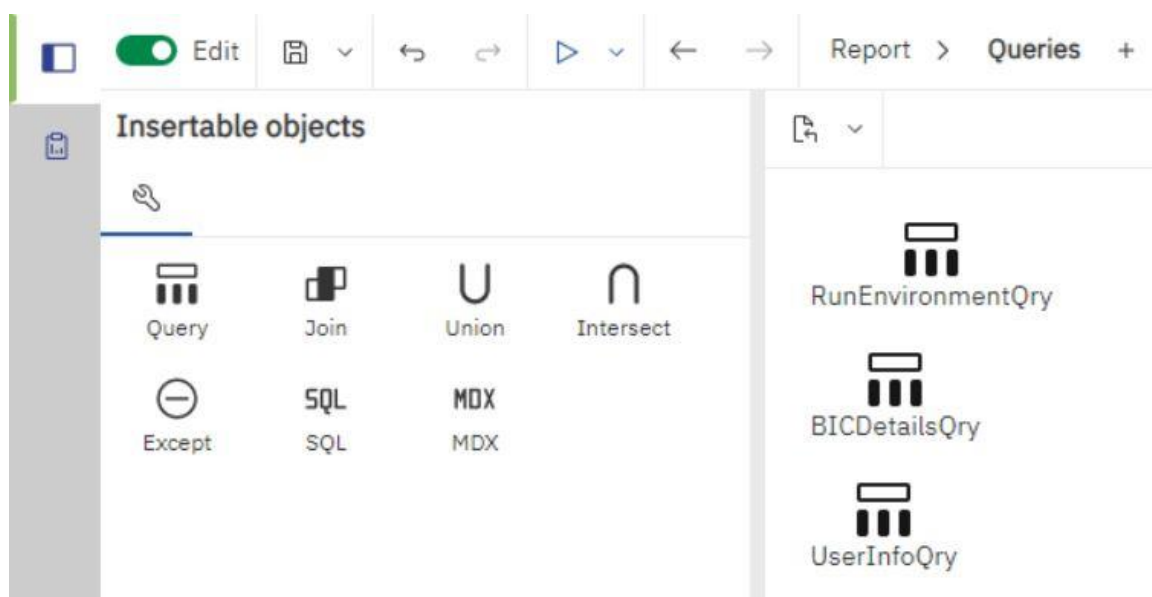 Edit
Report > Queries +
Insertable objects
Query Join Union Intersect
SQL MDX
Except SQL MDX
RunEnvironmentQry
BICDetailsQry
UserInfoQry